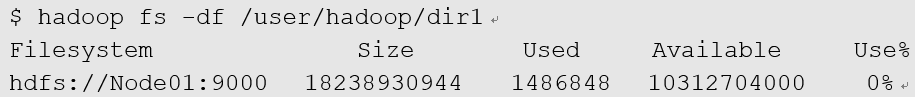 $ hadoop fs -df /user/hadoop/dir1
Filesystem Size Used Available Use%
hdfs://Node01:9000 18238930944 1486848 10312704000 0%